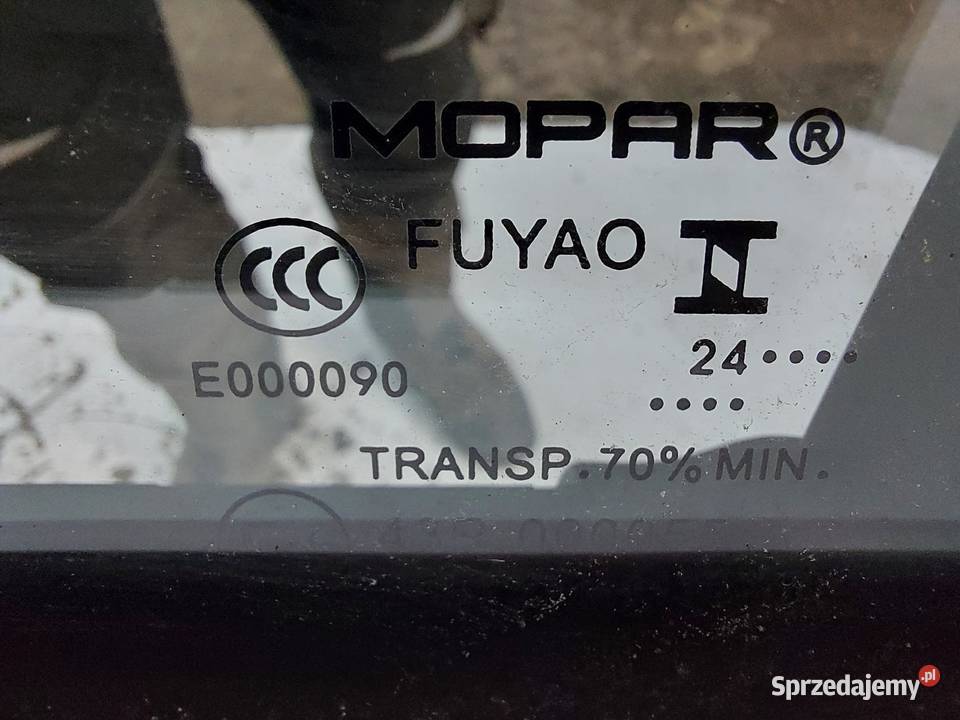 MOPAR®
CCC FUYAO
E000090
24••••
••••
TRANSP.70% MIN.
Sprzedajemy.pl